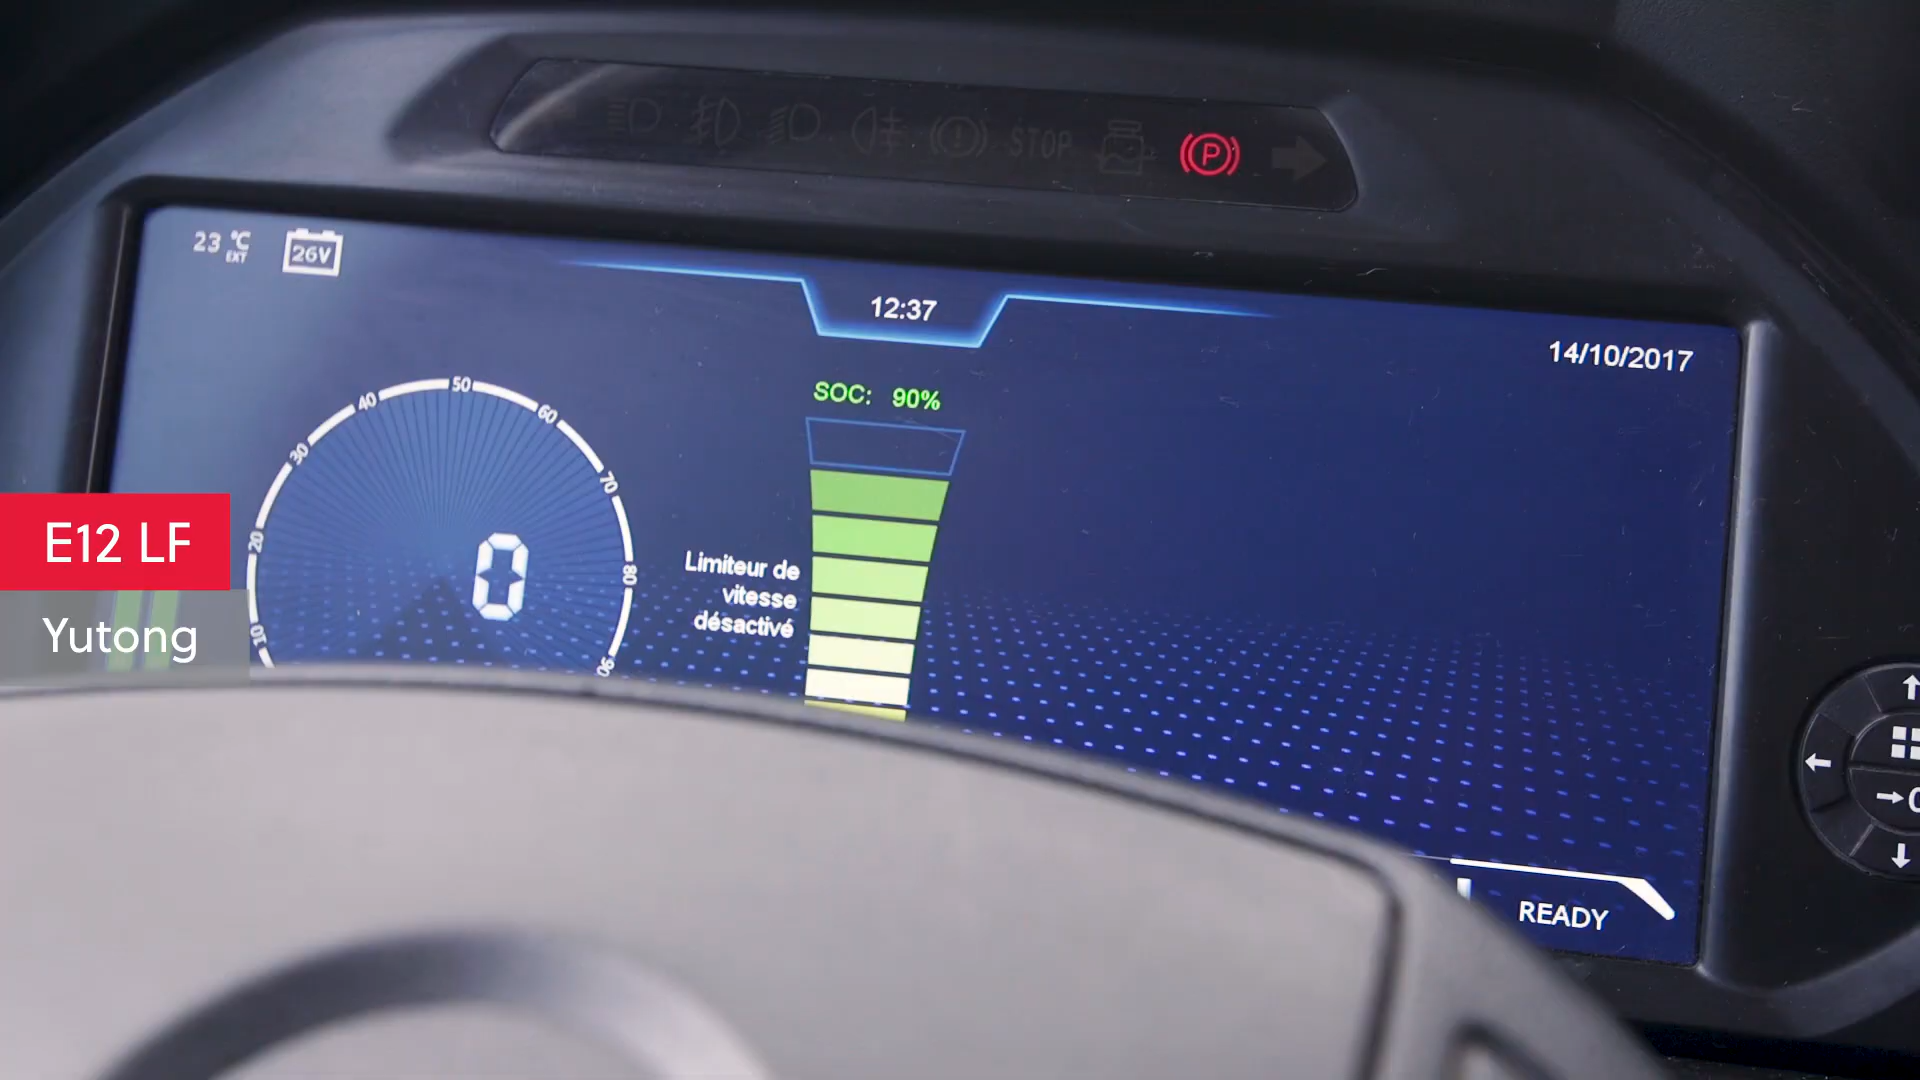 STOP
P
23 °C
EXT
26V
12:37
14/10/2017
SOC: 90%
10 20 30 40 50 60 70 80 90
0
Limiteur de
vitesse
désactivé
E12 LF
Yutong
READY